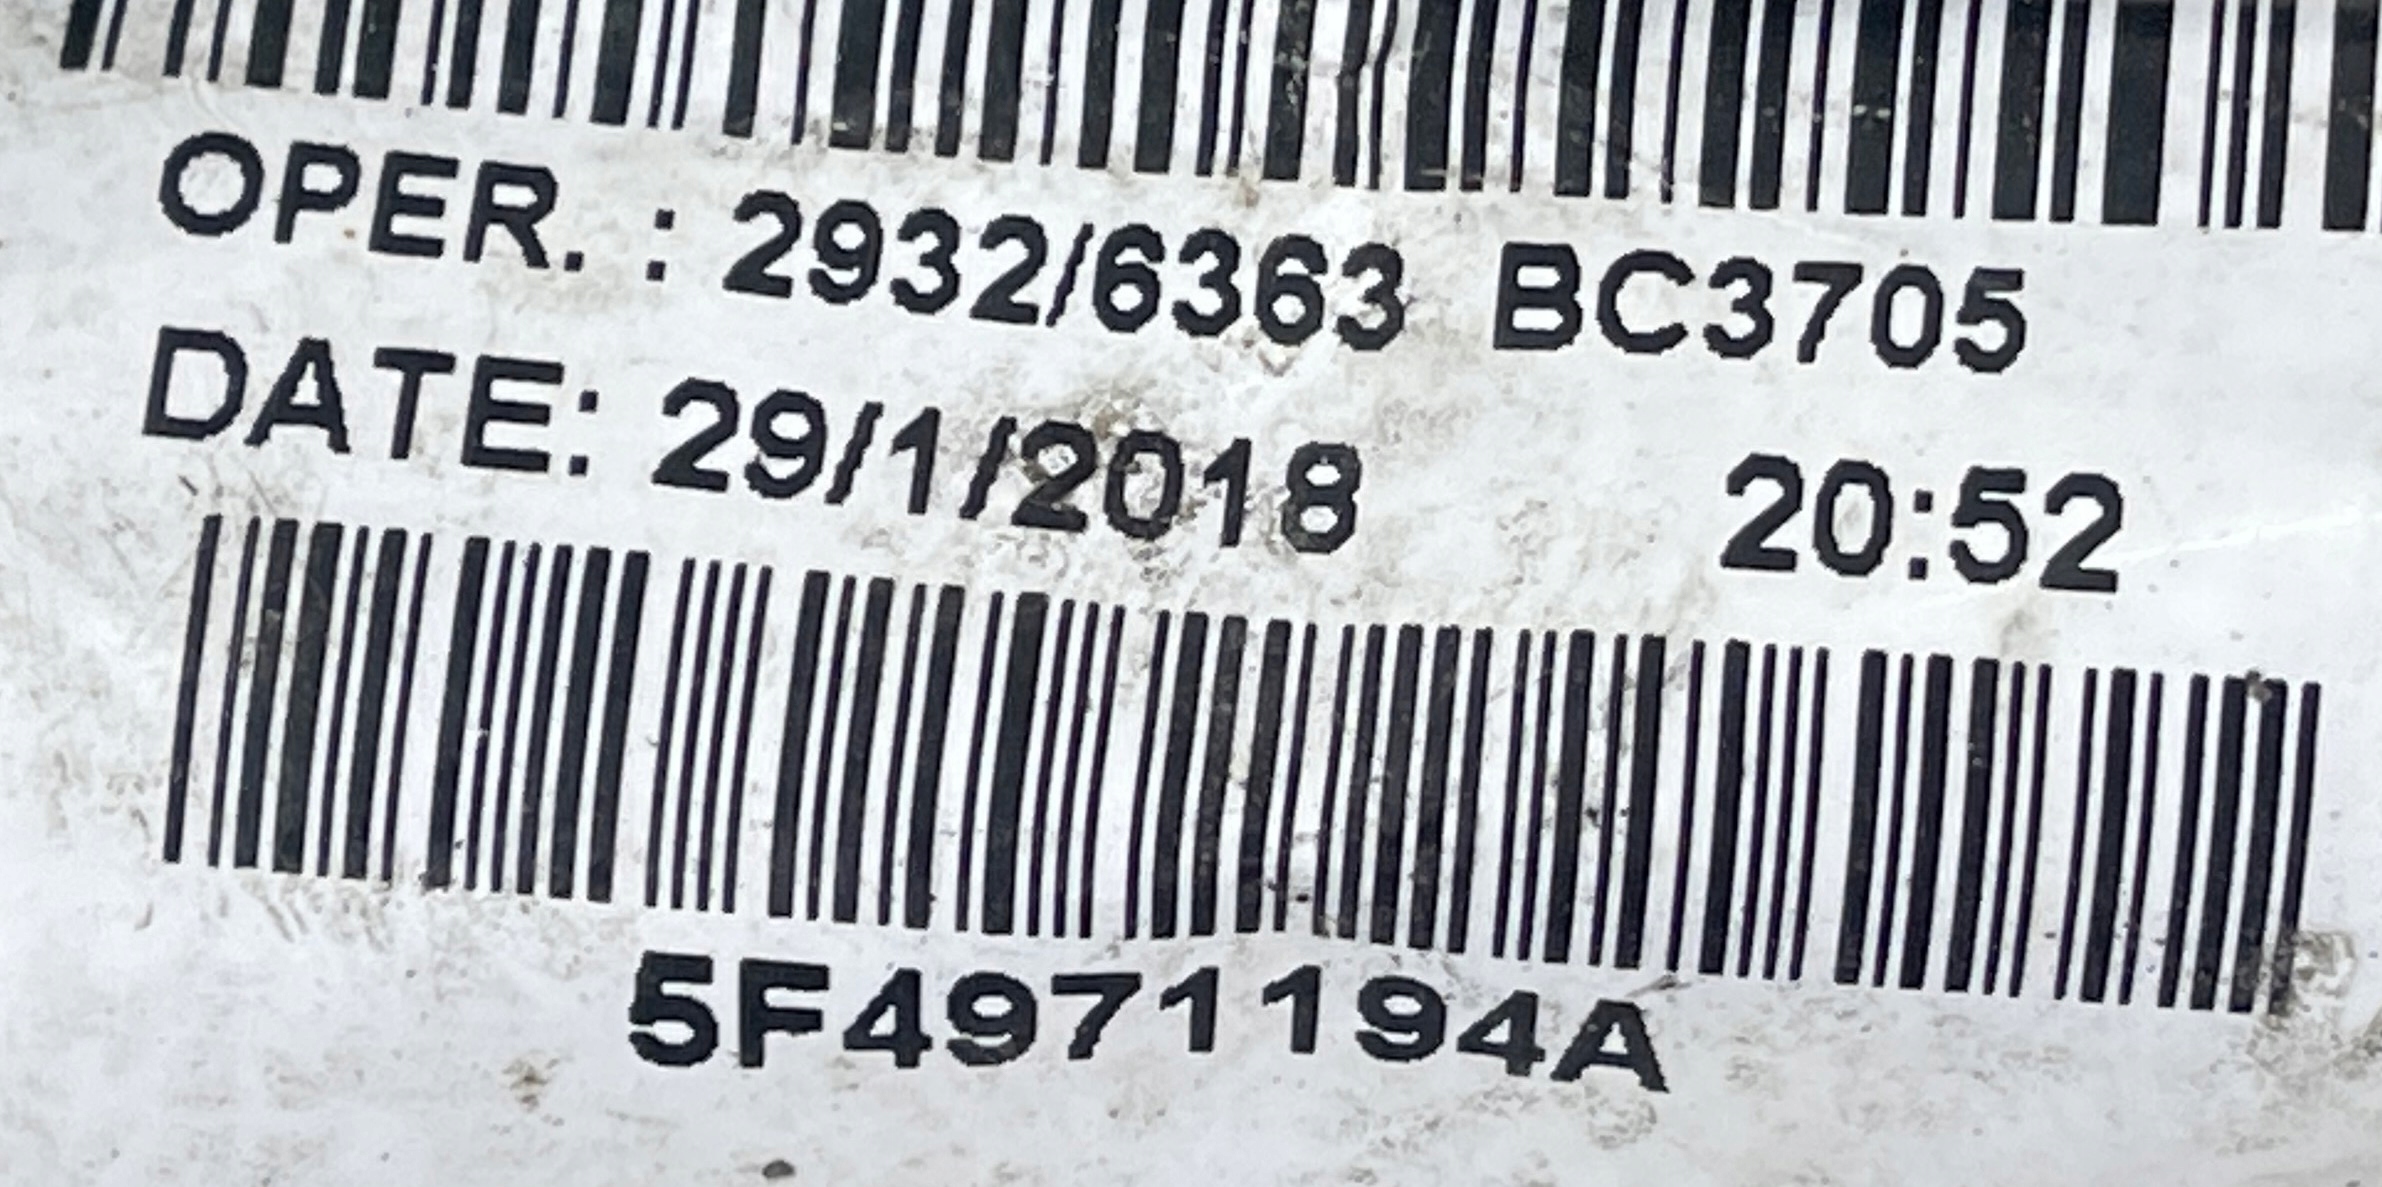 OPER. : 2932/6363 BC3705
DATE: 29/1/2018 20:52
5F4971194A